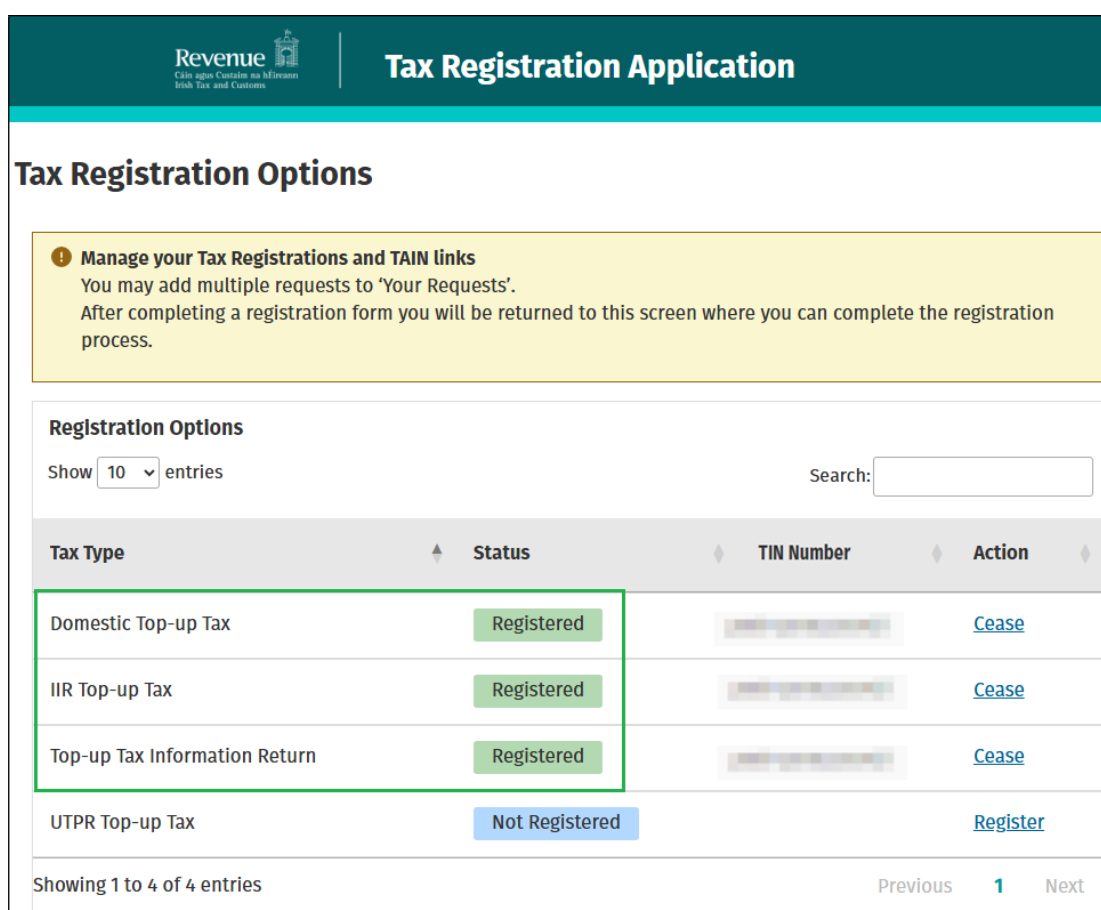 Revenue
Cáin agus Custaim na hÉireann
Irish Tax and Customs
Tax Registration Application
Tax Registration Options
Manage your Tax Registrations and TAIN links
You may add multiple requests to ‘Your Requests’.
After completing a registration form you will be returned to this screen where you can complete the registration
process.
Registration Options
Show 10 entries
Search:
Tax Type Status TIN Number Action
Domestic Top-up Tax Registered Cease
IIR Top-up Tax Registered Cease
Top-up Tax Information Return Registered Cease
UTPR Top-up Tax Not Registered Register
Showing 1 to 4 of 4 entries
Previous 1 Next